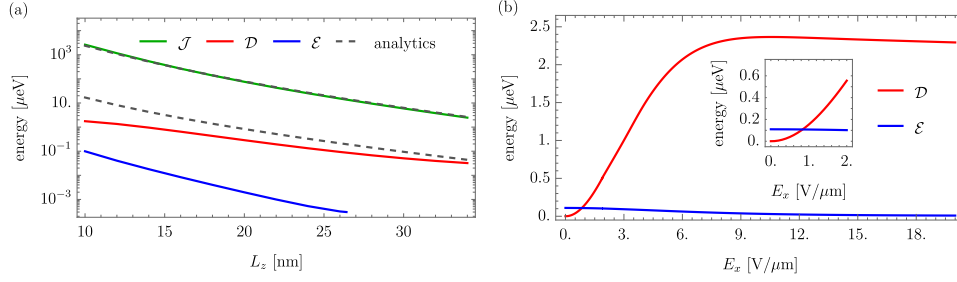 (a)
energy [μeV]
10³
10.
10⁻¹
10⁻³
𝒥 𝒟 ℰ analytics
10 20 30
L_z [nm]
(b)
energy [μeV]
2.5
2.
1.5
1.
0.5
0.
0. 3. 6. 9. 12. 15. 18.
E_x [V/μm]
energy [μeV]
0.6
0.4
0.2
0.
0. 1. 2.
E_x [V/μm]
𝒟
ℰ